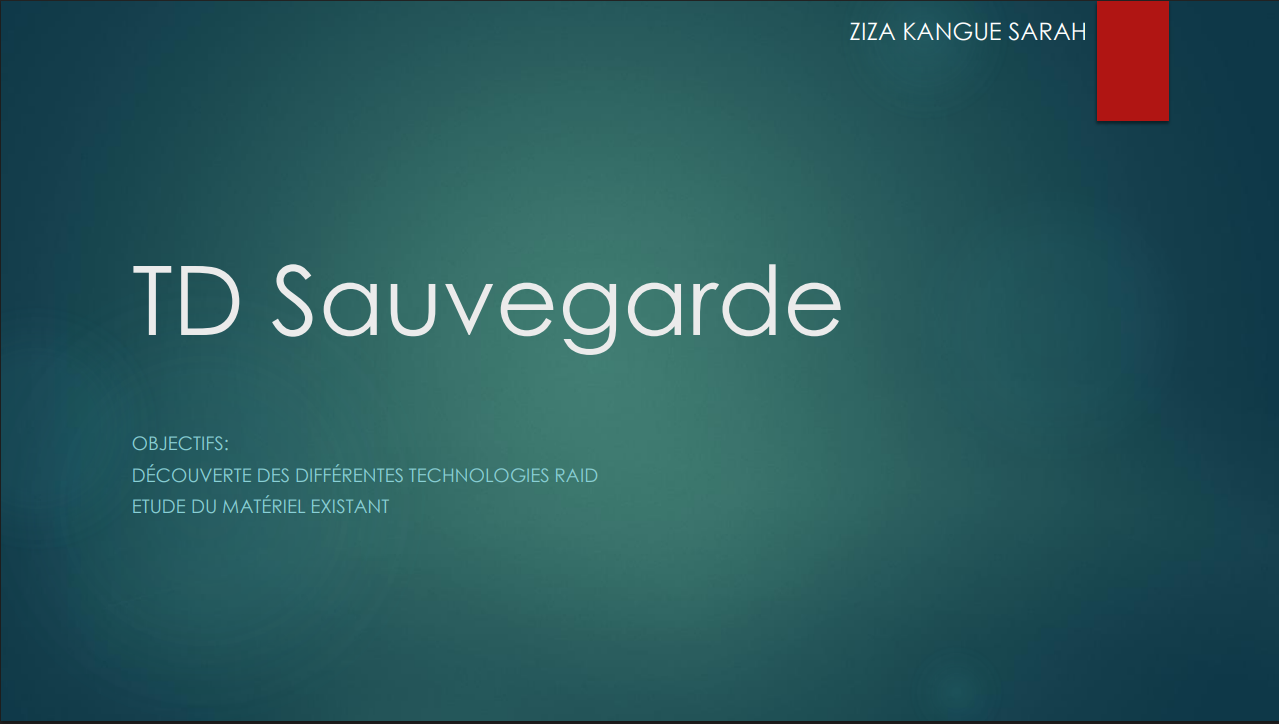 ZIZA KANGUE SARAH
TD Sauvegarde
OBJECTIFS:
DÉCOUVERTE DES DIFFÉRENTES TECHNOLOGIES RAID
ETUDE DU MATÉRIEL EXISTANT